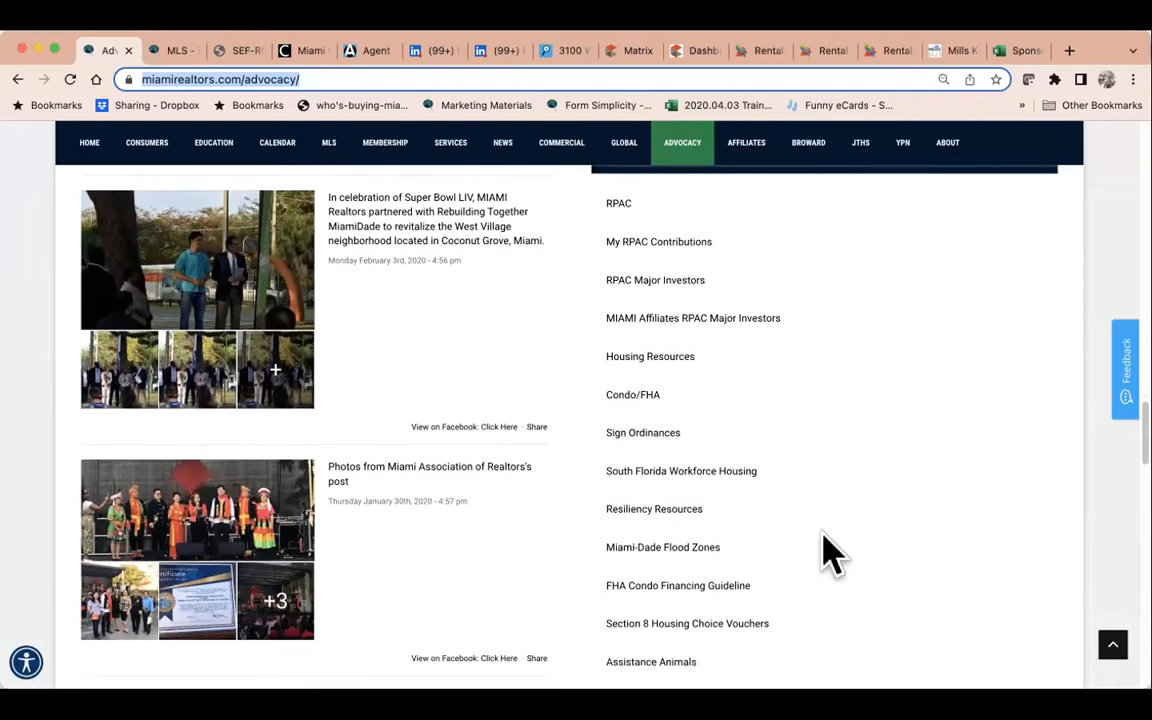 Adv
MLS -
SEF-RI
Miami
Agent
(99+)
(99+)
3100 W
Matrix
Dashb
Rental
Rental
Rental
Mills K
Spons
miamirealtors.com/advocacy/
Bookmarks
Sharing - Dropbox
Bookmarks
who's-buying-mia...
Marketing Materials
Form Simplicity -...
2020.04.03 Train...
Funny eCards - S...
»
Other Bookmarks
HOME CONSUMERS EDUCATION CALENDAR MLS MEMBERSHIP SERVICES NEWS COMMERCIAL GLOBAL ADVOCACY AFFILIATES BROWARD JTHS YPN ABOUT
In celebration of Super Bowl LIV, MIAMI
Realtors partnered with Rebuilding Together
MiamiDade to revitalize the West Village
neighborhood located in Coconut Grove, Miami.
Monday February 3rd, 2020 - 4:56 pm
+
View on Facebook: Click Here · Share
Photos from Miami Association of Realtors's
post
Thursday January 30th, 2020 - 4:57 pm
+3
View on Facebook: Click Here · Share
RPAC
My RPAC Contributions
RPAC Major Investors
MIAMI Affiliates RPAC Major Investors
Housing Resources
Condo/FHA
Sign Ordinances
South Florida Workforce Housing
Resiliency Resources
Miami-Dade Flood Zones
FHA Condo Financing Guideline
Section 8 Housing Choice Vouchers
Assistance Animals
Feedback